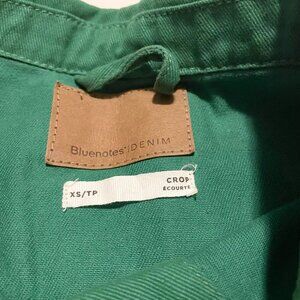 Bluenotes' DENIM
XS/TP
CROP
ÉCOURTÉ